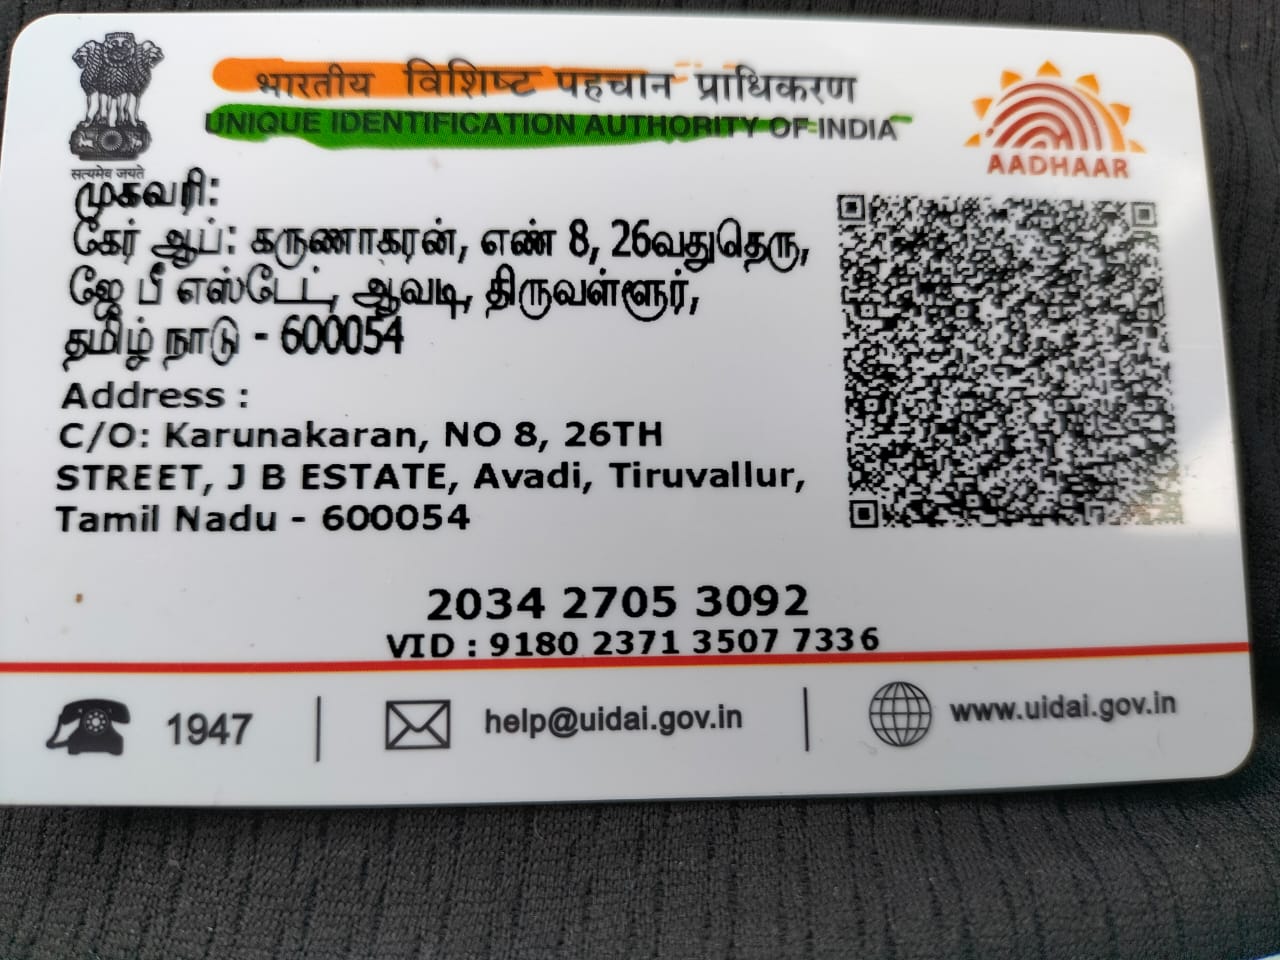 भारतीय विशिष्ट पहचान प्राधिकरण
UNIQUE IDENTIFICATION AUTHORITY OF INDIA
AADHAAR
सत्यमेव जयते
முகவரி:
கேர் ஆப்: கருணாகரன், எண் 8, 26வதுதெரு,
ஜே பீ எஸ்டேட், ஆவடி, திருவள்ளூர்,
தமிழ் நாடு - 600054
Address :
C/O: Karunakaran, NO 8, 26TH
STREET, J B ESTATE, Avadi, Tiruvallur,
Tamil Nadu - 600054
2034 2705 3092
VID : 9180 2371 3507 7336
1947
help@uidai.gov.in
www.uidai.gov.in